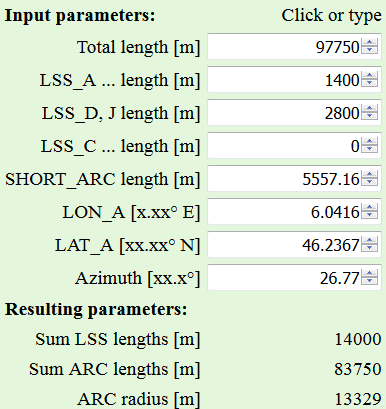 Input parameters: Click or type
Total length [m] 97750
LSS_A ... length [m] 1400
LSS_D, J length [m] 2800
LSS_C ... length [m] 0
SHORT_ARC length [m] 5557.16
LON_A [x.xx° E] 6.0416
LAT_A [xx.xx° N] 46.2367
Azimuth [xx.x°] 26.77
Resulting parameters:
Sum LSS lengths [m] 14000
Sum ARC lengths [m] 83750
ARC radius [m] 13329